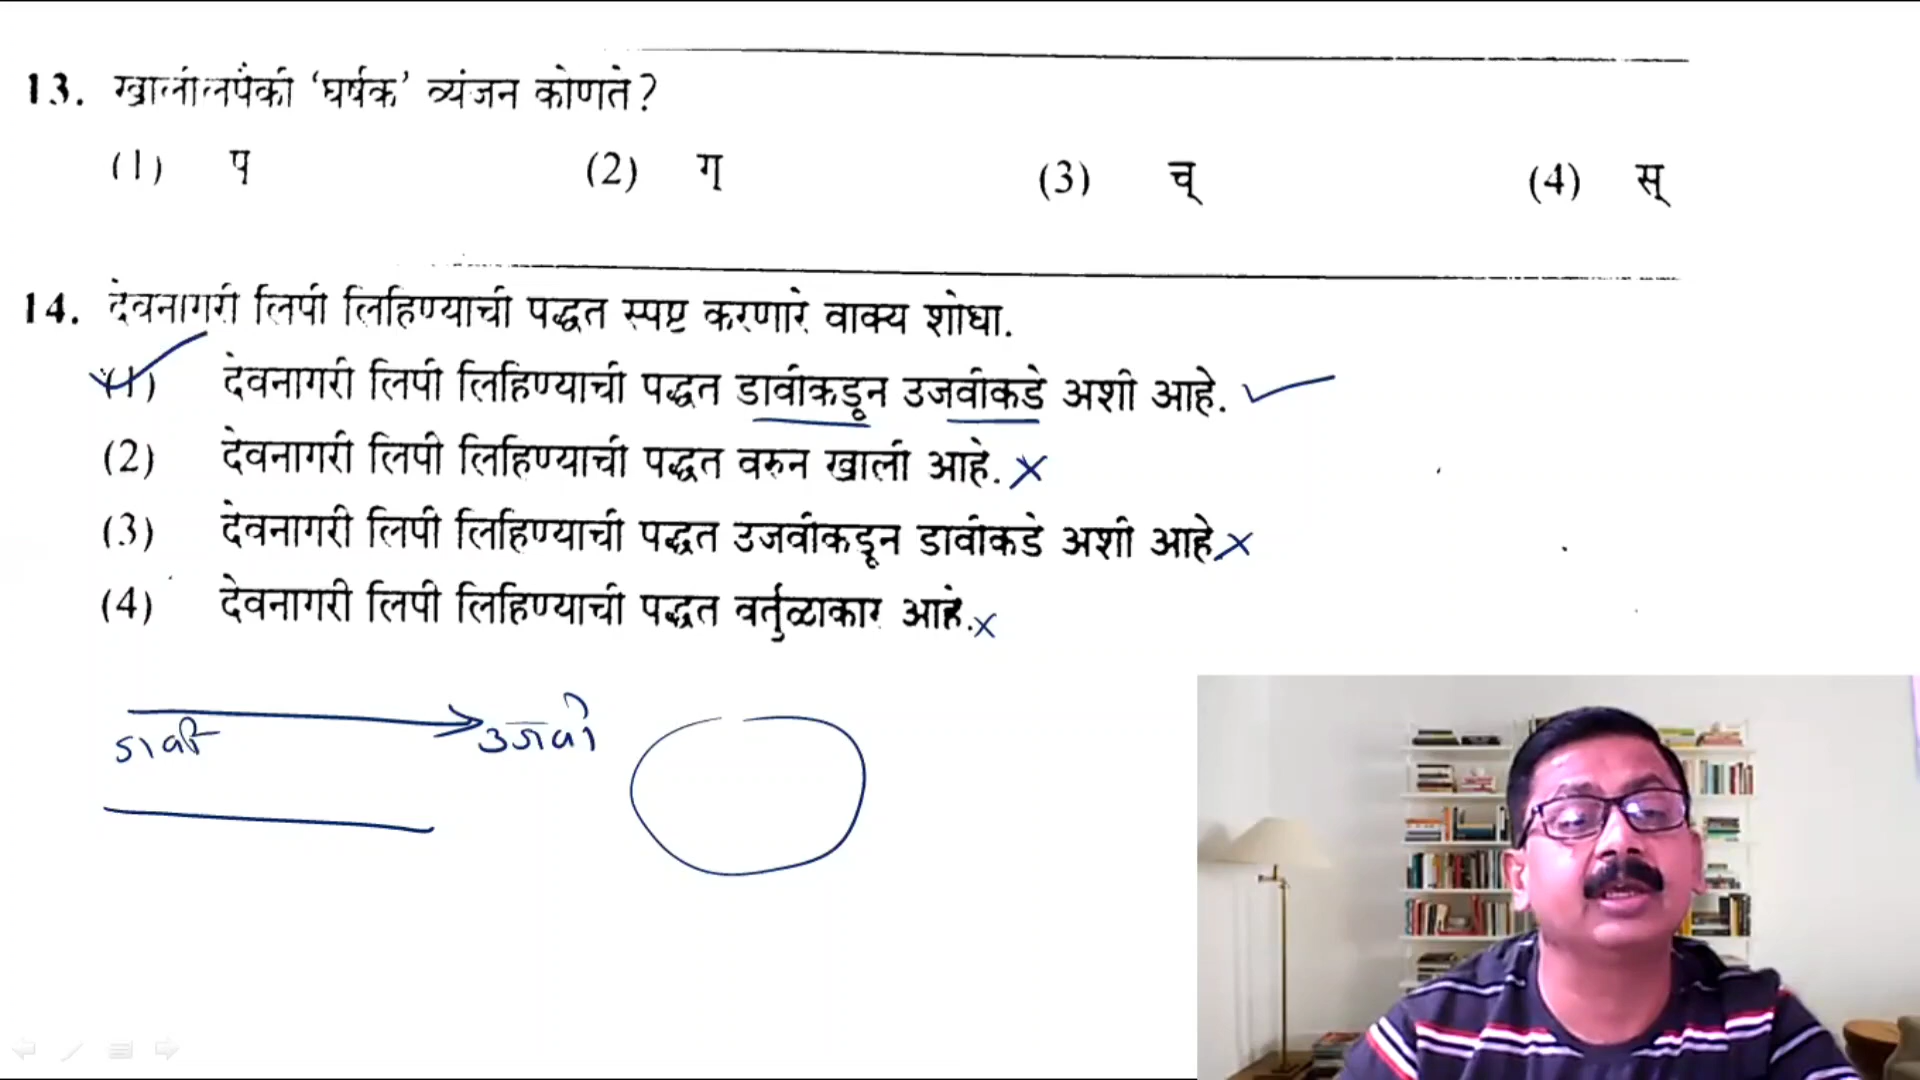 13. खालीलपैकी ‘घर्षक’ व्यंजन कोणते?
(1) प् (2) ग् (3) च् (4) स्
14. देवनागरी लिपी लिहिण्याची पद्धत स्पष्ट करणारे वाक्य शोधा.
(1) देवनागरी लिपी लिहिण्याची पद्धत डावीकडून उजवीकडे अशी आहे.
(2) देवनागरी लिपी लिहिण्याची पद्धत वरुन खाली आहे.
(3) देवनागरी लिपी लिहिण्याची पद्धत उजवीकडून डावीकडे अशी आहे.
(4) देवनागरी लिपी लिहिण्याची पद्धत वर्तुळाकार आहे.
डावी उजवी